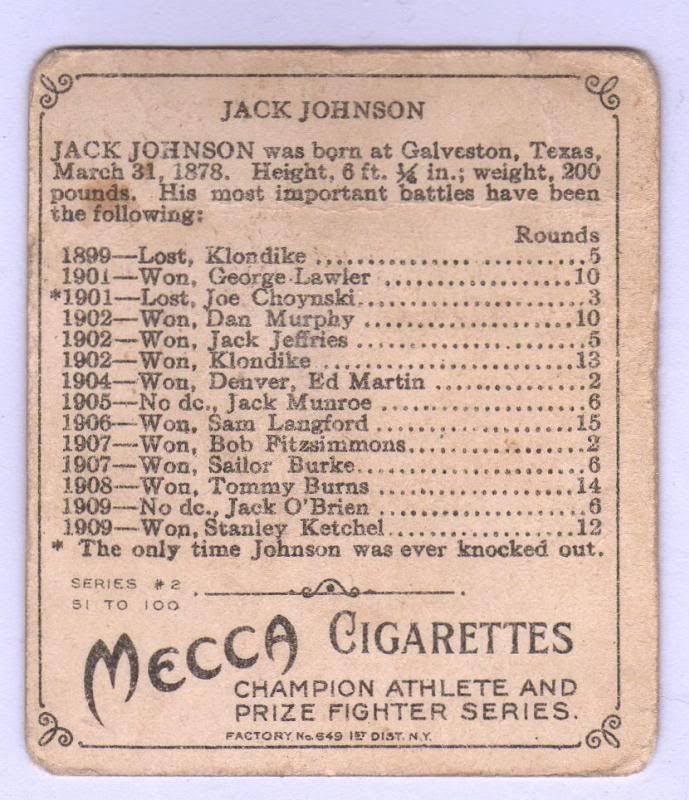 JACK JOHNSON
JACK JOHNSON was born at Galveston, Texas,
March 31, 1878. Height, 6 ft. ¼ in.; weight, 200
pounds. His most important battles have been
the following:
Rounds
1899—Lost, Klondike ........................ 5
1901—Won, George Lawler ................10
*1901—Lost, Joe Choynski................... 3
1902—Won, Dan Murphy ..................10
1902—Won, Jack Jeffries ................... 5
1902—Won, Klondike ......................13
1904—Won, Denver, Ed Martin ............ 2
1905—No dc., Jack Munroe ................ 6
1906—Won, Sam Langford .................15
1907—Won, Bob Fitzsimmons.............. 2
1907—Won, Sailor Burke................... 6
1908—Won, Tommy Burns .................14
1909—No dc., Jack O'Brien ................ 6
1909—Won, Stanley Ketchel................12
* The only time Johnson was ever knocked out.
SERIES #2
51 TO 100
MECCA CIGARETTES
CHAMPION ATHLETE AND
PRIZE FIGHTER SERIES.
FACTORY No. 649 1ST DIST. N.Y.